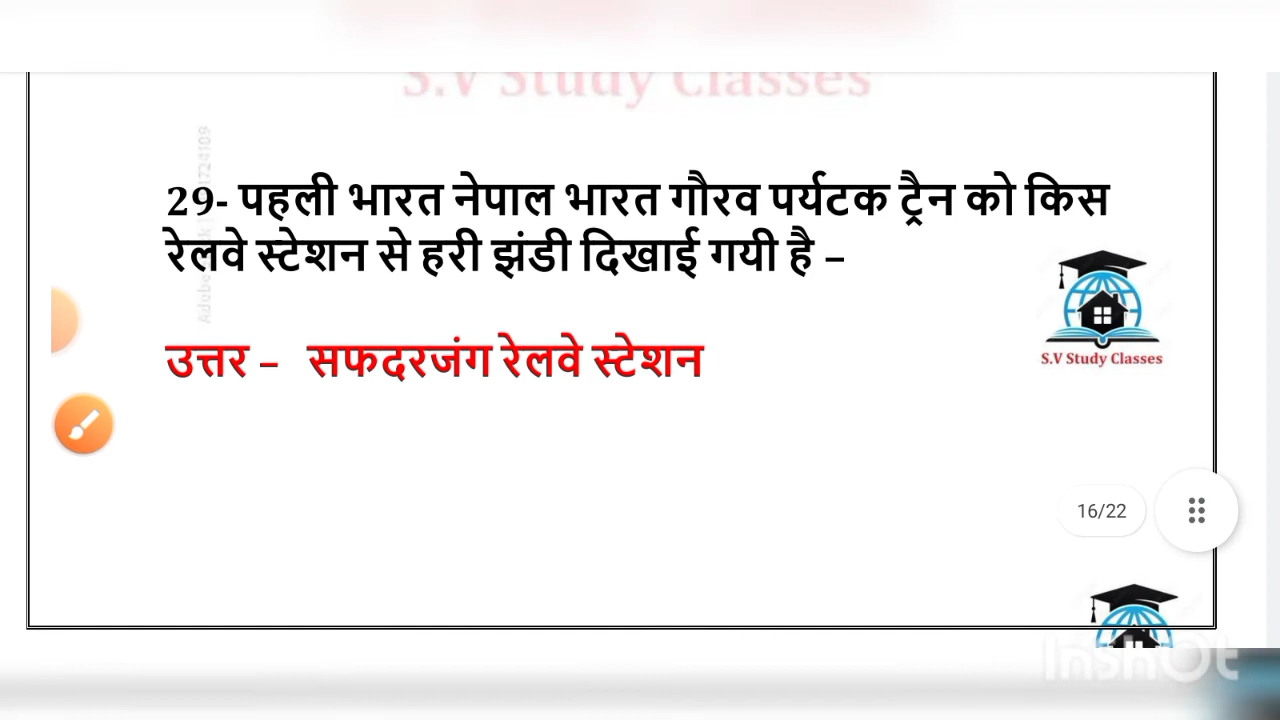 S.V Study Classes
29- पहली भारत नेपाल भारत गौरव पर्यटक ट्रैन को किस
रेलवे स्टेशन से हरी झंडी दिखाई गयी है –
उत्तर – सफदरजंग रेलवे स्टेशन
S.V Study Classes
16/22
InShOt